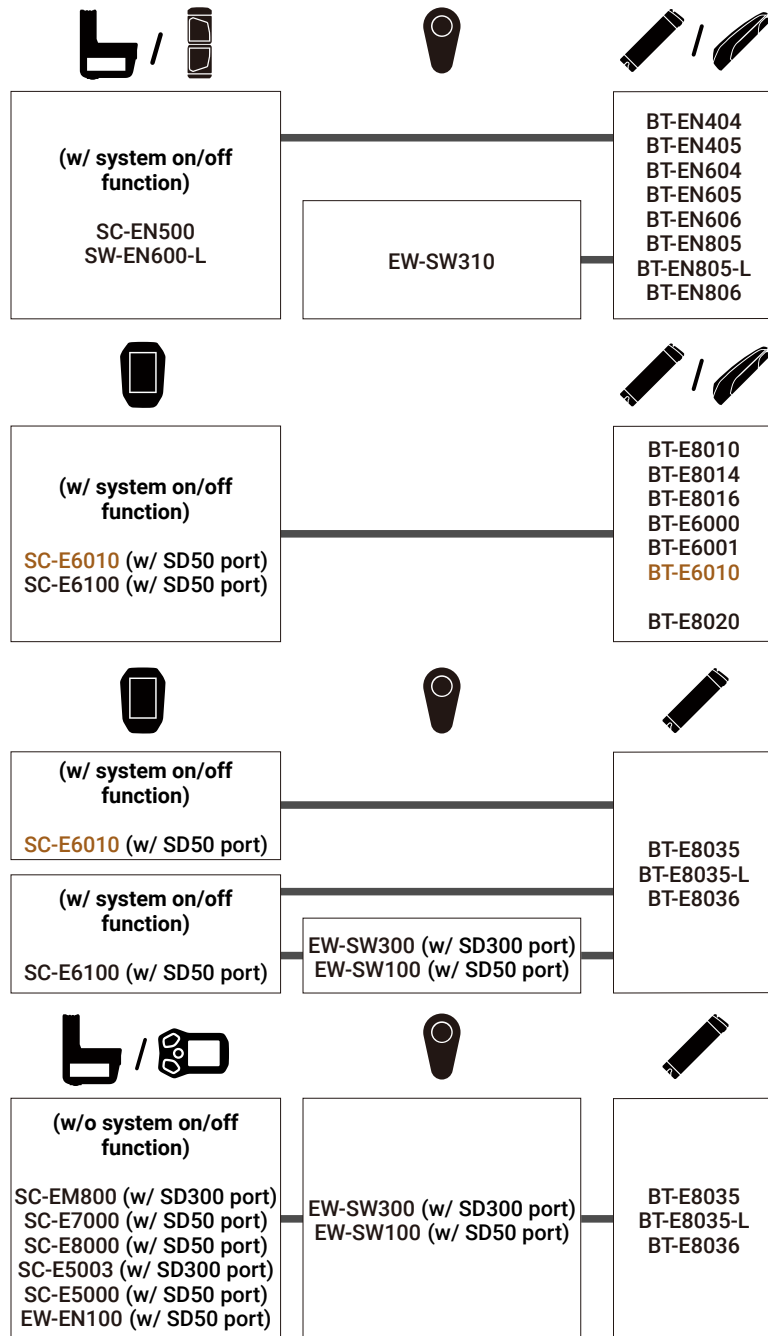 (w/ system on/off
function)
SC-EN500
SW-EN600-L
EW-SW310
BT-EN404
BT-EN405
BT-EN604
BT-EN605
BT-EN606
BT-EN805
BT-EN805-L
BT-EN806
(w/ system on/off
function)
SC-E6010 (w/ SD50 port)
SC-E6100 (w/ SD50 port)
BT-E8010
BT-E8014
BT-E8016
BT-E6000
BT-E6001
BT-E6010
BT-E8020
(w/ system on/off
function)
SC-E6010 (w/ SD50 port)
(w/ system on/off
function)
SC-E6100 (w/ SD50 port)
EW-SW300 (w/ SD300 port)
EW-SW100 (w/ SD50 port)
BT-E8035
BT-E8035-L
BT-E8036
(w/o system on/off
function)
SC-EM800 (w/ SD300 port)
SC-E7000 (w/ SD50 port)
SC-E8000 (w/ SD50 port)
SC-E5003 (w/ SD300 port)
SC-E5000 (w/ SD50 port)
EW-EN100 (w/ SD50 port)
EW-SW300 (w/ SD300 port)
EW-SW100 (w/ SD50 port)
BT-E8035
BT-E8035-L
BT-E8036